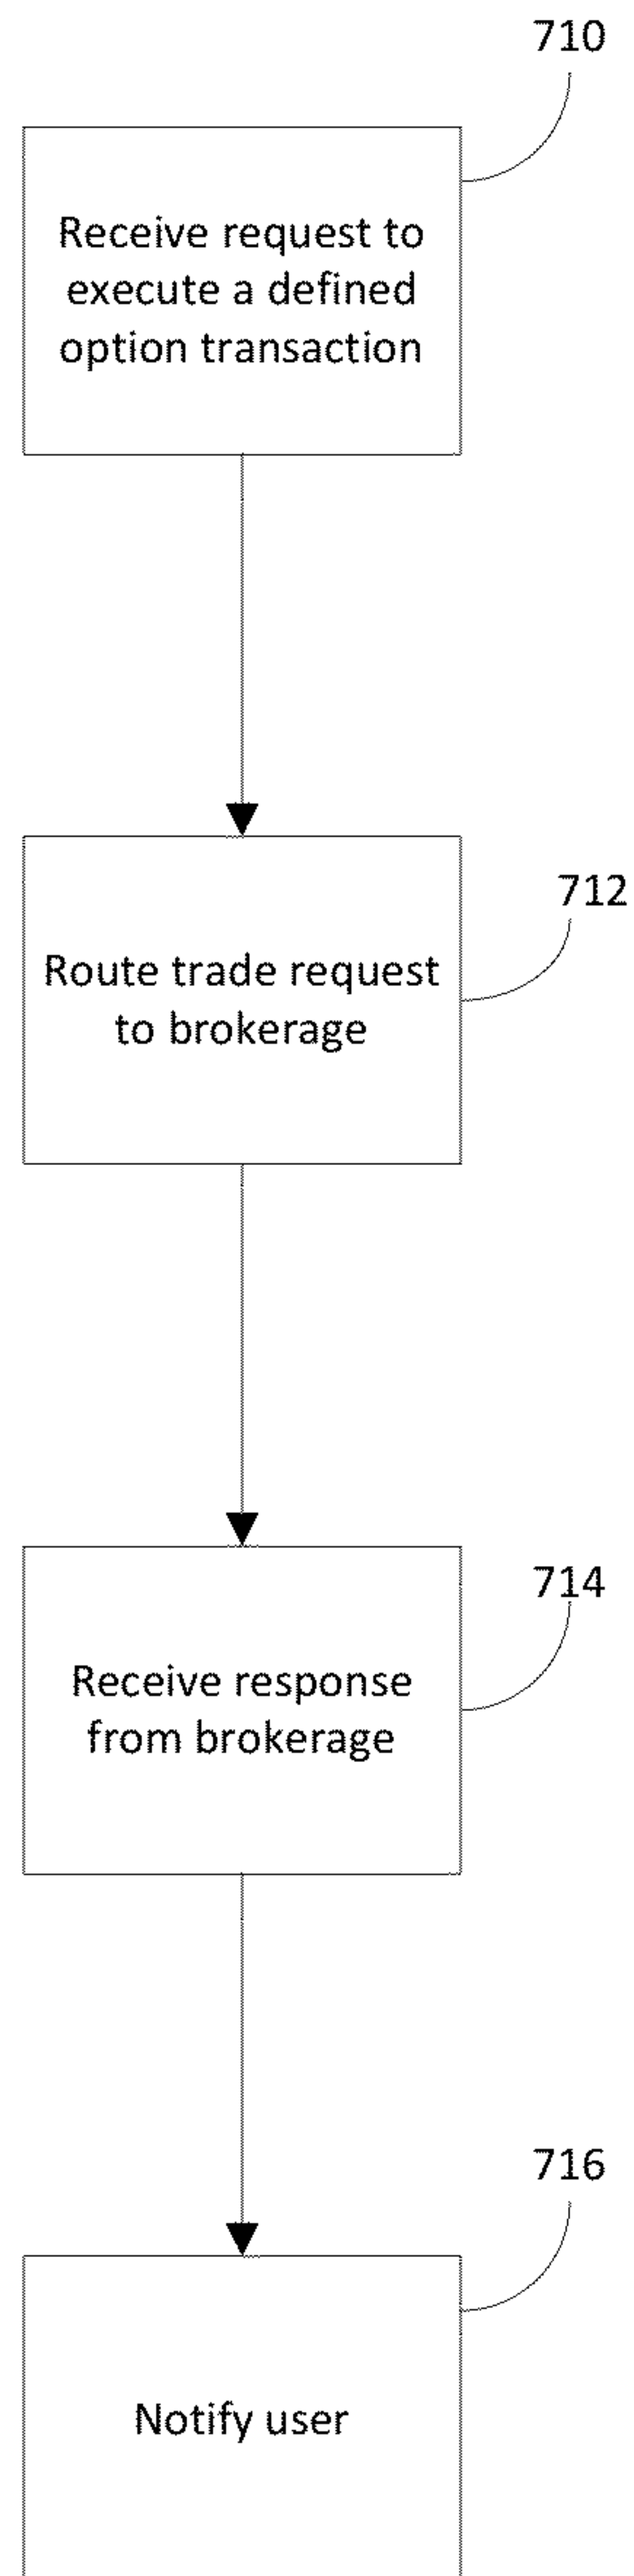 710
Receive request to
execute a defined
option transaction
712
Route trade request
to brokerage
714
Receive response
from brokerage
716
Notify user